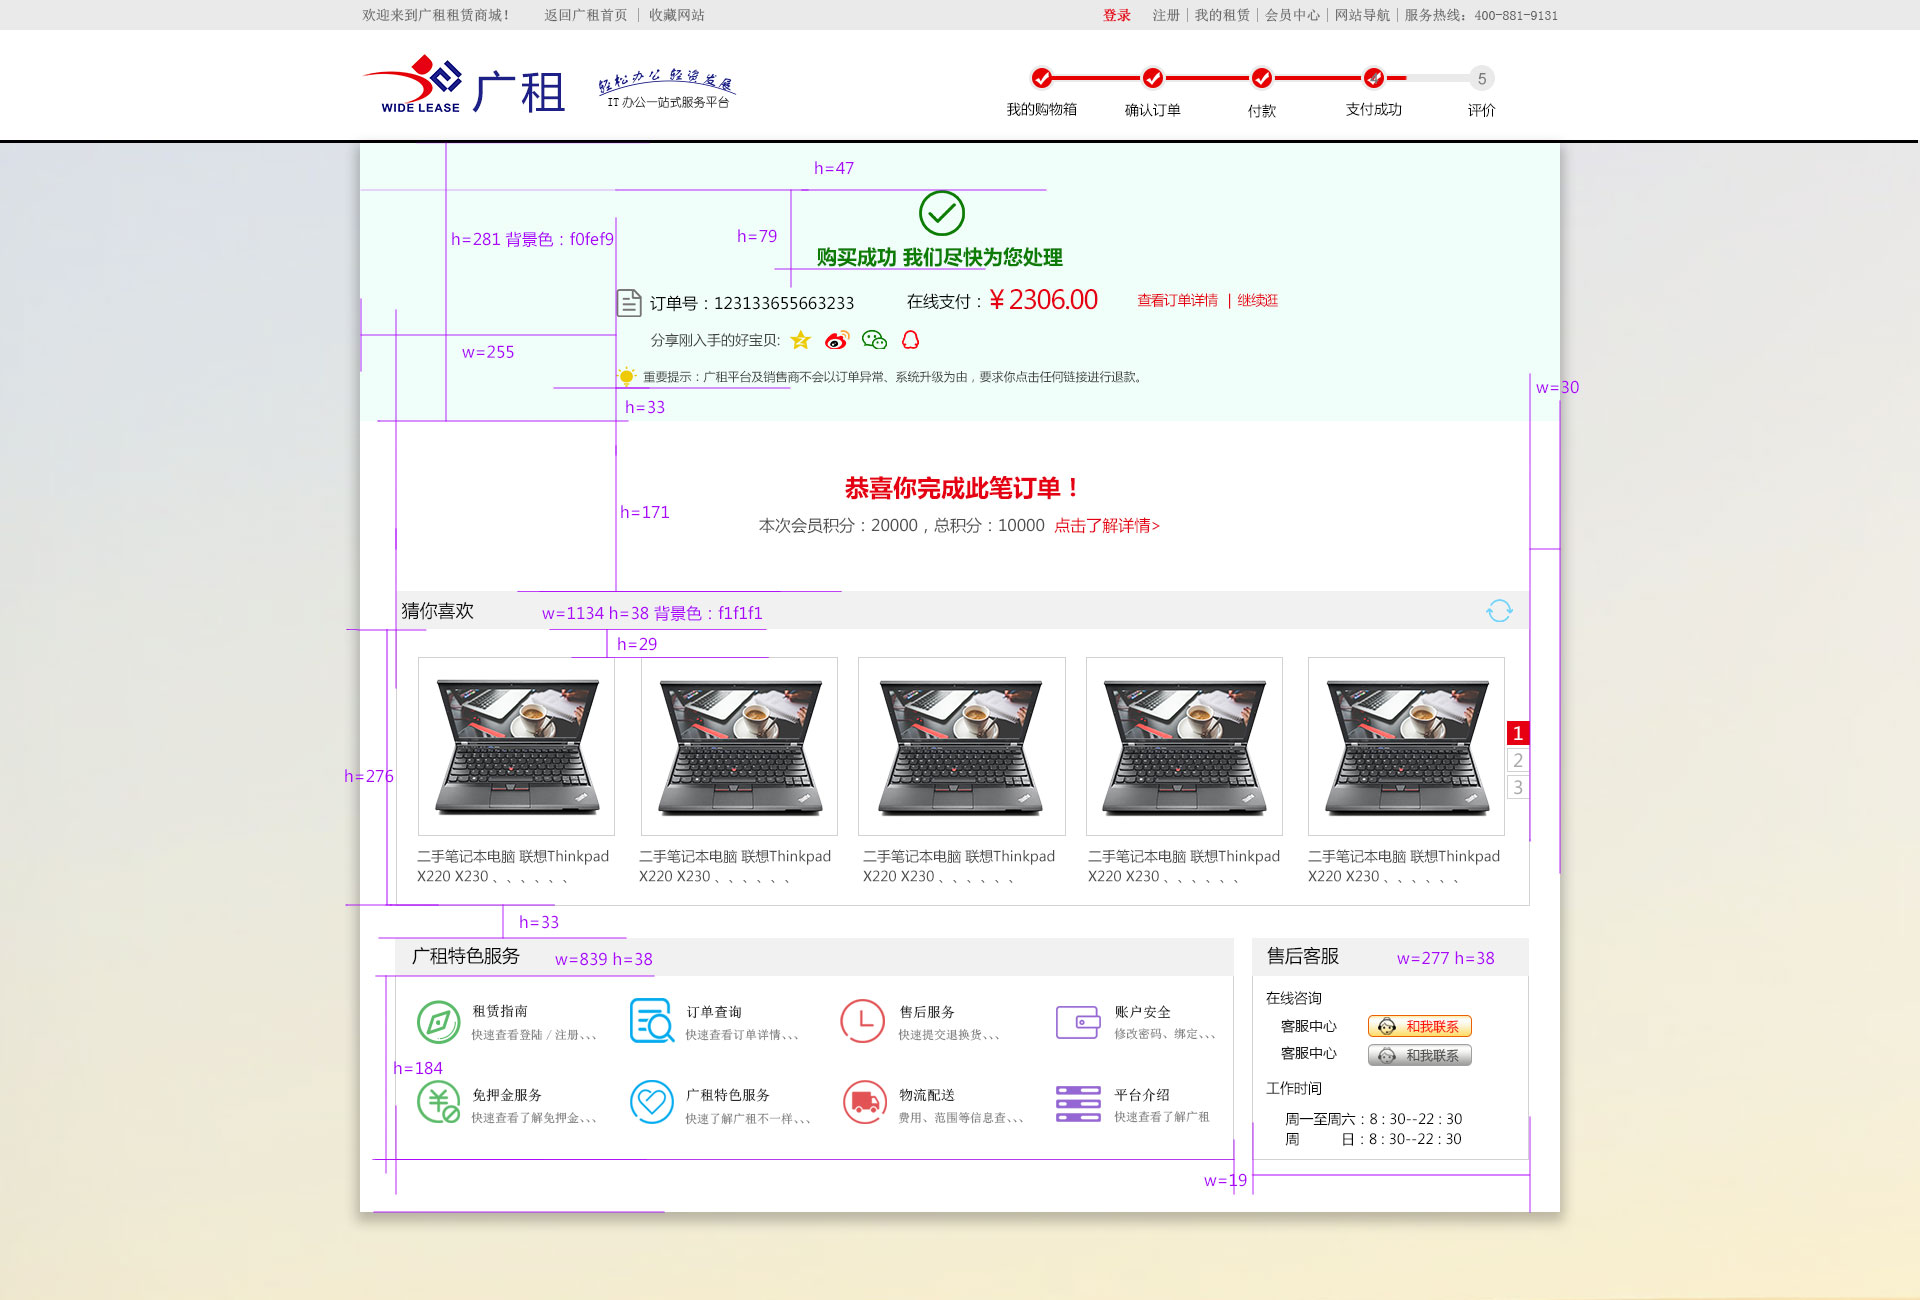 欢迎来到广租租赁商城！ 返回广租首页 | 收藏网站 登录 注册 | 我的租赁 | 会员中心 | 网站导航 | 服务热线：400-881-9131
WIDE LEASE 广租
轻松办公 轻资发展
IT 办公一站式服务平台
4 5
我的购物箱 确认订单 付款 支付成功 评价
h=47
h=281 背景色：f0fef9 h=79
购买成功 我们尽快为您处理
订单号：123133655663233 在线支付：¥2306.00 查看订单详情 | 继续逛
分享刚入手的好宝贝:
w=255
重要提示：广租平台及销售商不会以订单异常、系统升级为由，要求你点击任何链接进行退款。
w=30
h=33
恭喜你完成此笔订单！
h=171
本次会员积分：20000，总积分：10000 点击了解详情>
猜你喜欢 w=1134 h=38 背景色：f1f1f1
h=29
1
2
3
h=276
二手笔记本电脑 联想Thinkpad
X220 X230 、、、、、、
二手笔记本电脑 联想Thinkpad
X220 X230 、、、、、、
二手笔记本电脑 联想Thinkpad
X220 X230 、、、、、、
二手笔记本电脑 联想Thinkpad
X220 X230 、、、、、、
二手笔记本电脑 联想Thinkpad
X220 X230 、、、、、、
h=33
广租特色服务 w=839 h=38
租赁指南
快速查看登陆 / 注册、、、
订单查询
快速查看订单详情、、、
售后服务
快速提交退换货、、、
账户安全
修改密码、绑定、、、
h=184
免押金服务
快速查看了解免押金、、、
广租特色服务
快速了解广租不一样、、、
物流配送
费用、范围等信息查、、、
平台介绍
快速查看了解广租
售后客服 w=277 h=38
在线咨询
客服中心 和我联系
客服中心 和我联系
工作时间
周一至周六：8：30--22：30
周 日：8：30--22：30
w=19